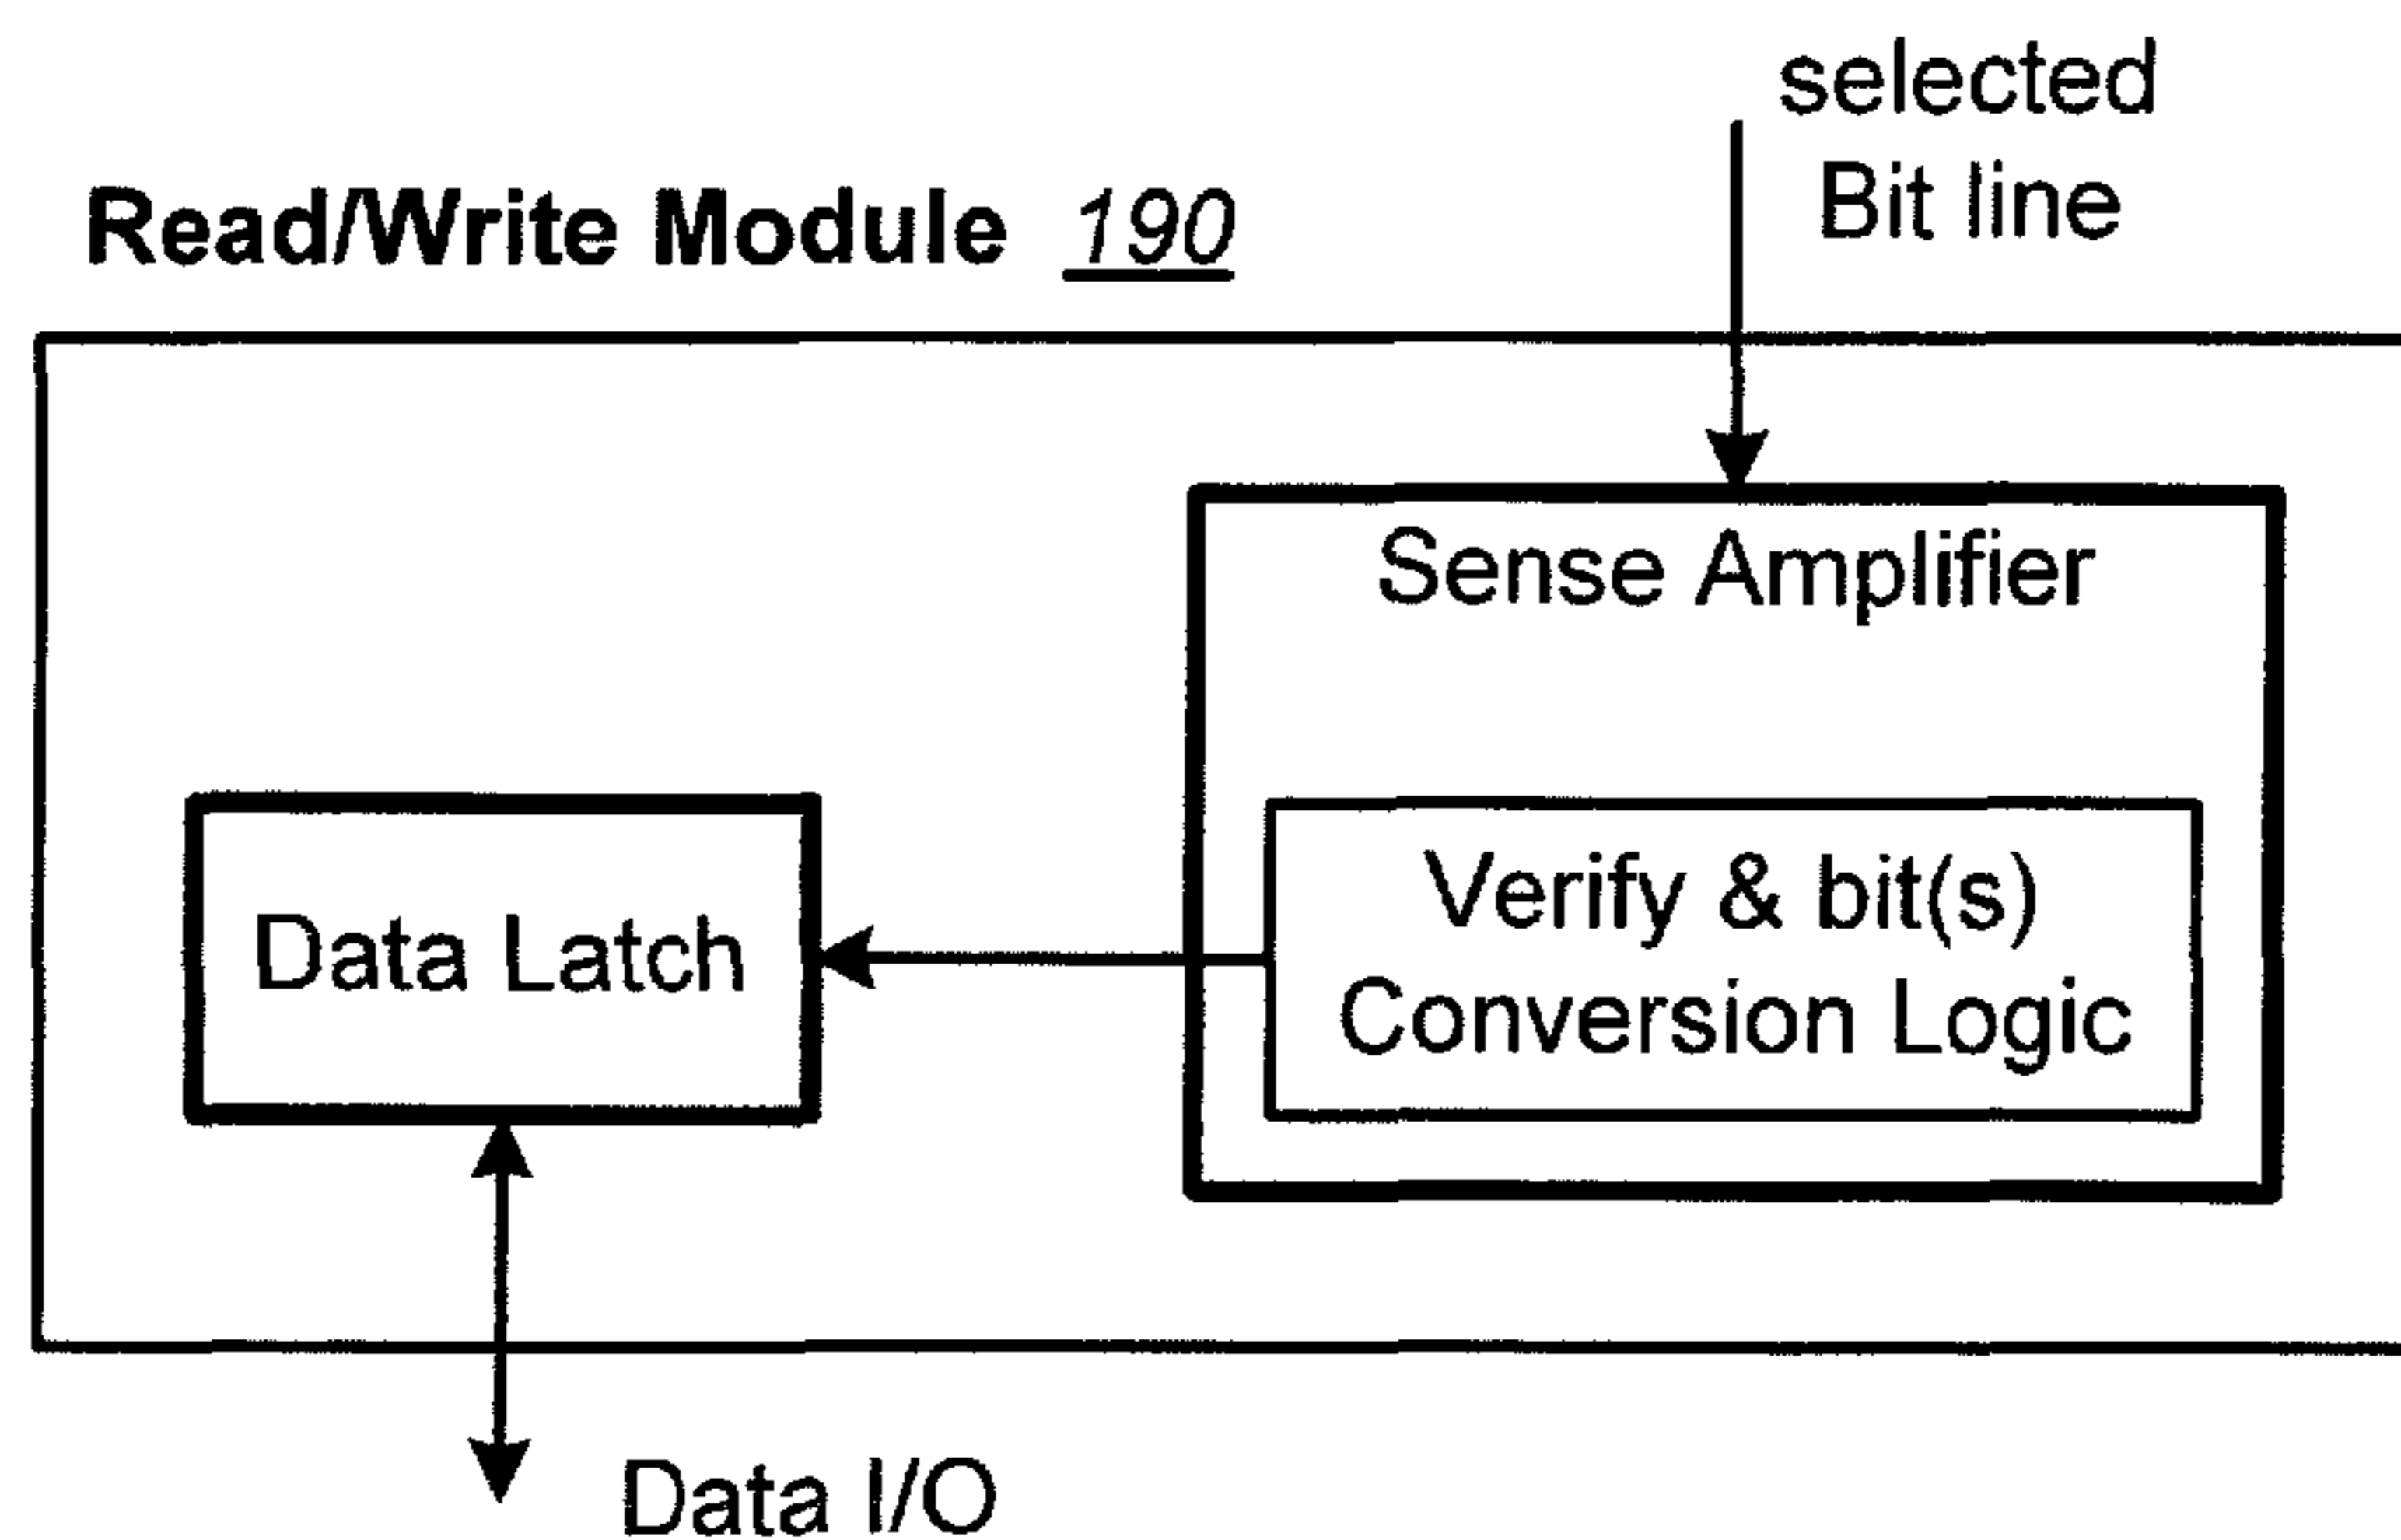 selected
Bit line
Read/Write Module 190
Sense Amplifier
Verify & bit(s)
Conversion Logic
Data Latch
Data I/O